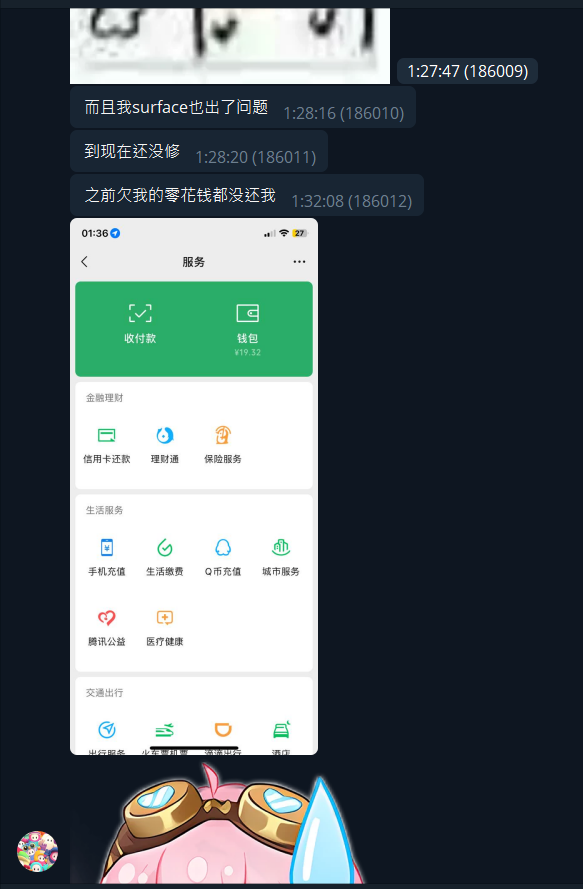 1:27:47 (186009)
而且我surface也出了问题 1:28:16 (186010)
到现在还没修 1:28:20 (186011)
之前欠我的零花钱都没还我 1:32:08 (186012)
01:36 27
服务
收付款 钱包
¥19.32
金融理财
信用卡还款 理财通 保险服务
生活服务
手机充值 生活缴费 Q币充值 城市服务
腾讯公益 医疗健康
交通出行
出行服务 火车票机票 滴滴出行 酒店